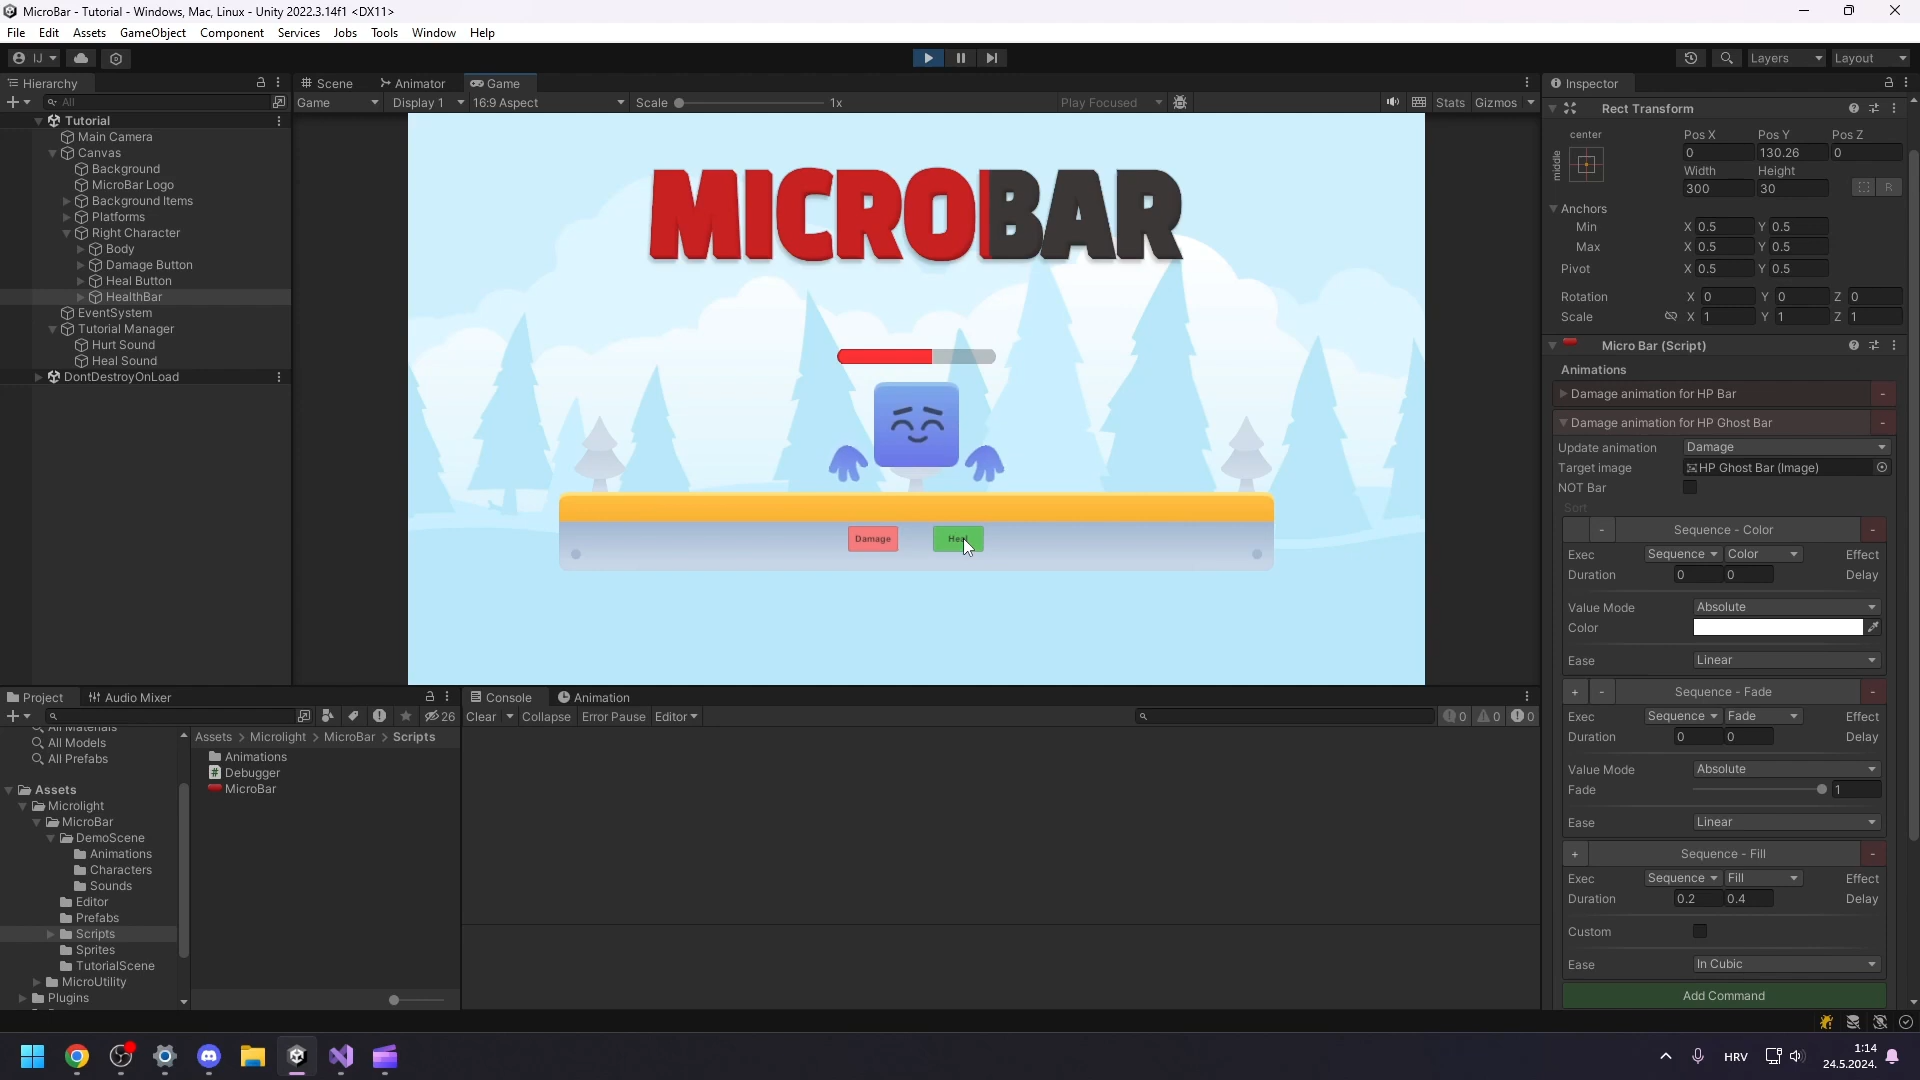 MicroBar - Tutorial - Windows, Mac, Linux - Unity 2022.3.14f1 <DX11>
File Edit Assets GameObject Component Services Jobs Tools Window Help
IJ Layers Layout
Hierarchy
All
Tutorial
Main Camera
Canvas
Background
MicroBar Logo
Background Items
Platforms
Right Character
Body
Damage Button
Heal Button
HealthBar
EventSystem
Tutorial Manager
Hurt Sound
Heal Sound
DontDestroyOnLoad
Scene Animator Game
Game Display 1 16:9 Aspect Scale 1x Play Focused Stats Gizmos
MICROBAR
Damage
Heal
Project Audio Mixer
26
All Materials
All Models
All Prefabs
Assets
Microlight
MicroBar
DemoScene
Animations
Characters
Sounds
Editor
Prefabs
Scripts
Sprites
TutorialScene
MicroUtility
Plugins
Assets > Microlight > MicroBar > Scripts
Animations
Debugger
MicroBar
Console Animation
Clear Collapse Error Pause Editor
0 0 0
Inspector
Rect Transform
center
middle
Pos X Pos Y Pos Z
0 130.26 0
Width Height
300 30
R
Anchors
Min X 0.5 Y 0.5
Max X 0.5 Y 0.5
Pivot X 0.5 Y 0.5
Rotation X 0 Y 0 Z 0
Scale X 1 Y 1 Z 1
Micro Bar (Script)
Animations
Damage animation for HP Bar -
Damage animation for HP Ghost Bar -
Update animation Damage
Target image HP Ghost Bar (Image)
NOT Bar
Sort
- Sequence - Color -
Exec Sequence Color Effect
Duration 0 0 Delay
Value Mode Absolute
Color
Ease Linear
+ - Sequence - Fade -
Exec Sequence Fade Effect
Duration 0 0 Delay
Value Mode Absolute
Fade 1
Ease Linear
+ Sequence - Fill -
Exec Sequence Fill Effect
Duration 0.2 0.4 Delay
Custom
Ease In Cubic
Add Command
HRV
1:14
24.5.2024.